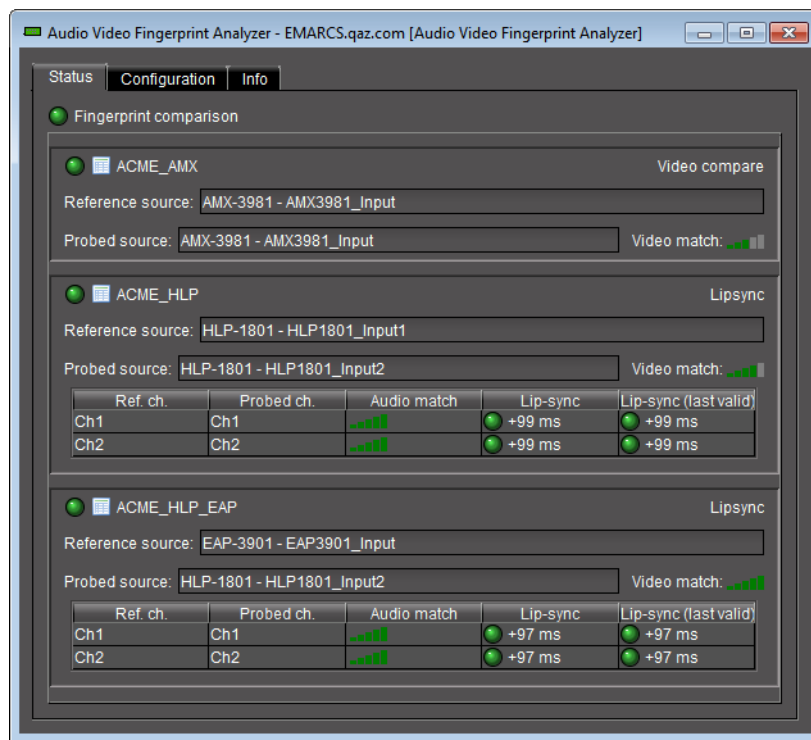 Audio Video Fingerprint Analyzer - EMARCS.qaz.com [Audio Video Fingerprint Analyzer]
Status Configuration Info
Fingerprint comparison
ACME_AMX Video compare
Reference source: AMX-3981 - AMX3981_Input
Probed source: AMX-3981 - AMX3981_Input Video match:
ACME_HLP Lipsync
Reference source: HLP-1801 - HLP1801_Input1
Probed source: HLP-1801 - HLP1801_Input2 Video match:
Ref. ch. Probed ch. Audio match Lip-sync Lip-sync (last valid)
Ch1 Ch1 +99 ms +99 ms
Ch2 Ch2 +99 ms +99 ms
ACME_HLP_EAP Lipsync
Reference source: EAP-3901 - EAP3901_Input
Probed source: HLP-1801 - HLP1801_Input2 Video match:
Ref. ch. Probed ch. Audio match Lip-sync Lip-sync (last valid)
Ch1 Ch1 +97 ms +97 ms
Ch2 Ch2 +97 ms +97 ms